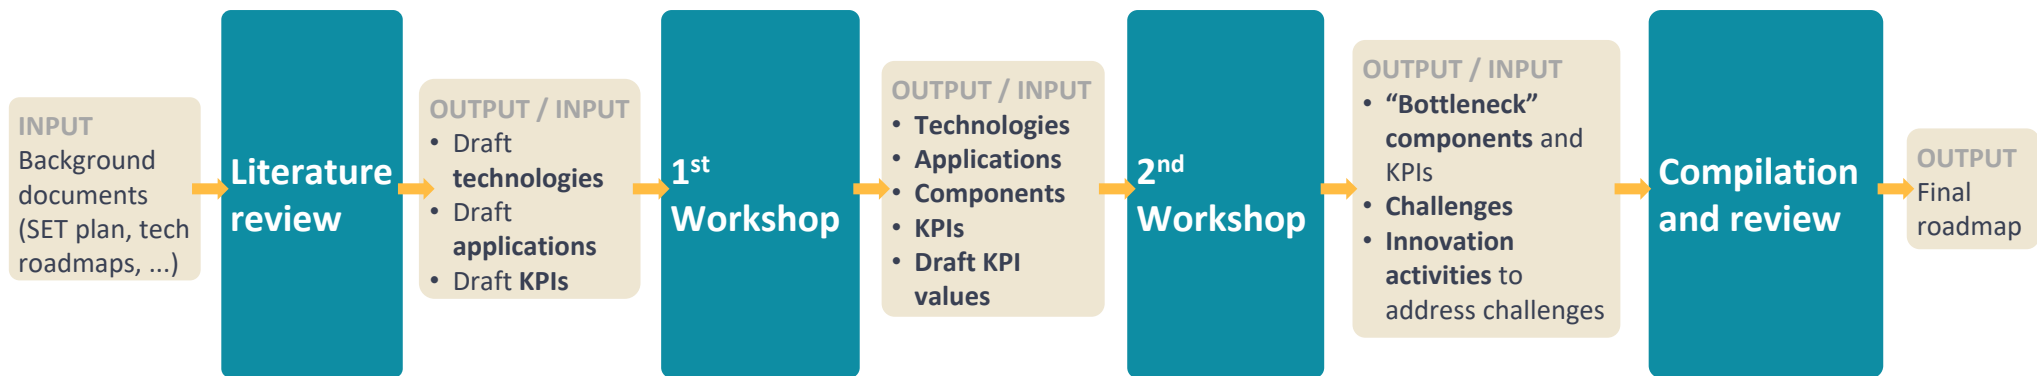 INPUT
Background
documents
(SET plan, tech
roadmaps, ...)
Literature
review
OUTPUT / INPUT
• Draft
technologies
• Draft
applications
• Draft KPIs
1st
Workshop
OUTPUT / INPUT
• Technologies
• Applications
• Components
• KPIs
• Draft KPI
values
2nd
Workshop
OUTPUT / INPUT
• “Bottleneck”
components and
KPIs
• Challenges
• Innovation
activities to
address challenges
Compilation
and review
OUTPUT
Final
roadmap